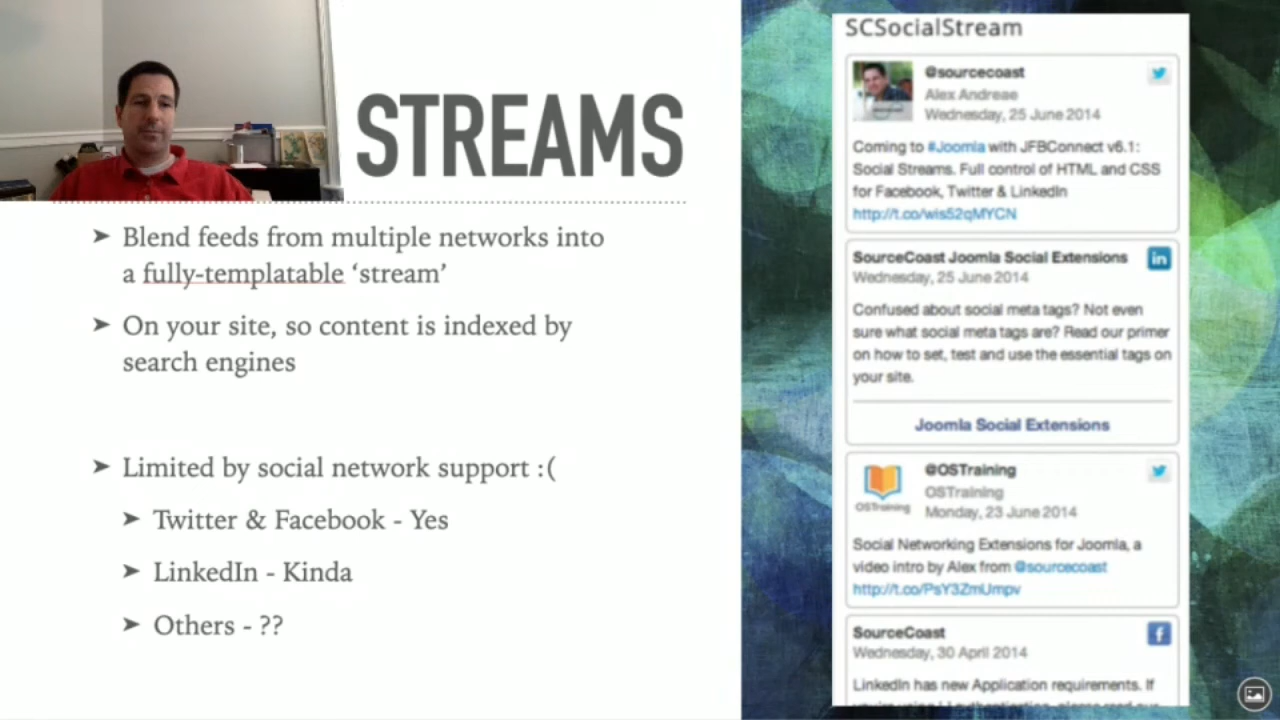 STREAMS
➤ Blend feeds from multiple networks into
a fully-templatable ‘stream’
➤ On your site, so content is indexed by
search engines
➤ Limited by social network support :(
➤ Twitter & Facebook - Yes
➤ LinkedIn - Kinda
➤ Others - ??
SCSocialStream
@sourcecoast
Alex Andreae
Wednesday, 25 June 2014
Coming to #Joomla with JFBConnect v6.1:
Social Streams. Full control of HTML and CSS
for Facebook, Twitter & LinkedIn
http://t.co/wis52qMYCN
SourceCoast Joomla Social Extensions
in
Wednesday, 25 June 2014
Confused about social meta tags? Not even
sure what social meta tags are? Read our primer
on how to set, test and use the essential tags on
your site.
Joomla Social Extensions
@OSTraining
OSTraining
OSTraining
Monday, 23 June 2014
Social Networking Extensions for Joomla, a
video intro by Alex from @sourcecoast
http://t.co/PsY3ZmUmpv
SourceCoast
f
Wednesday, 30 April 2014
LinkedIn has new Application requirements. If